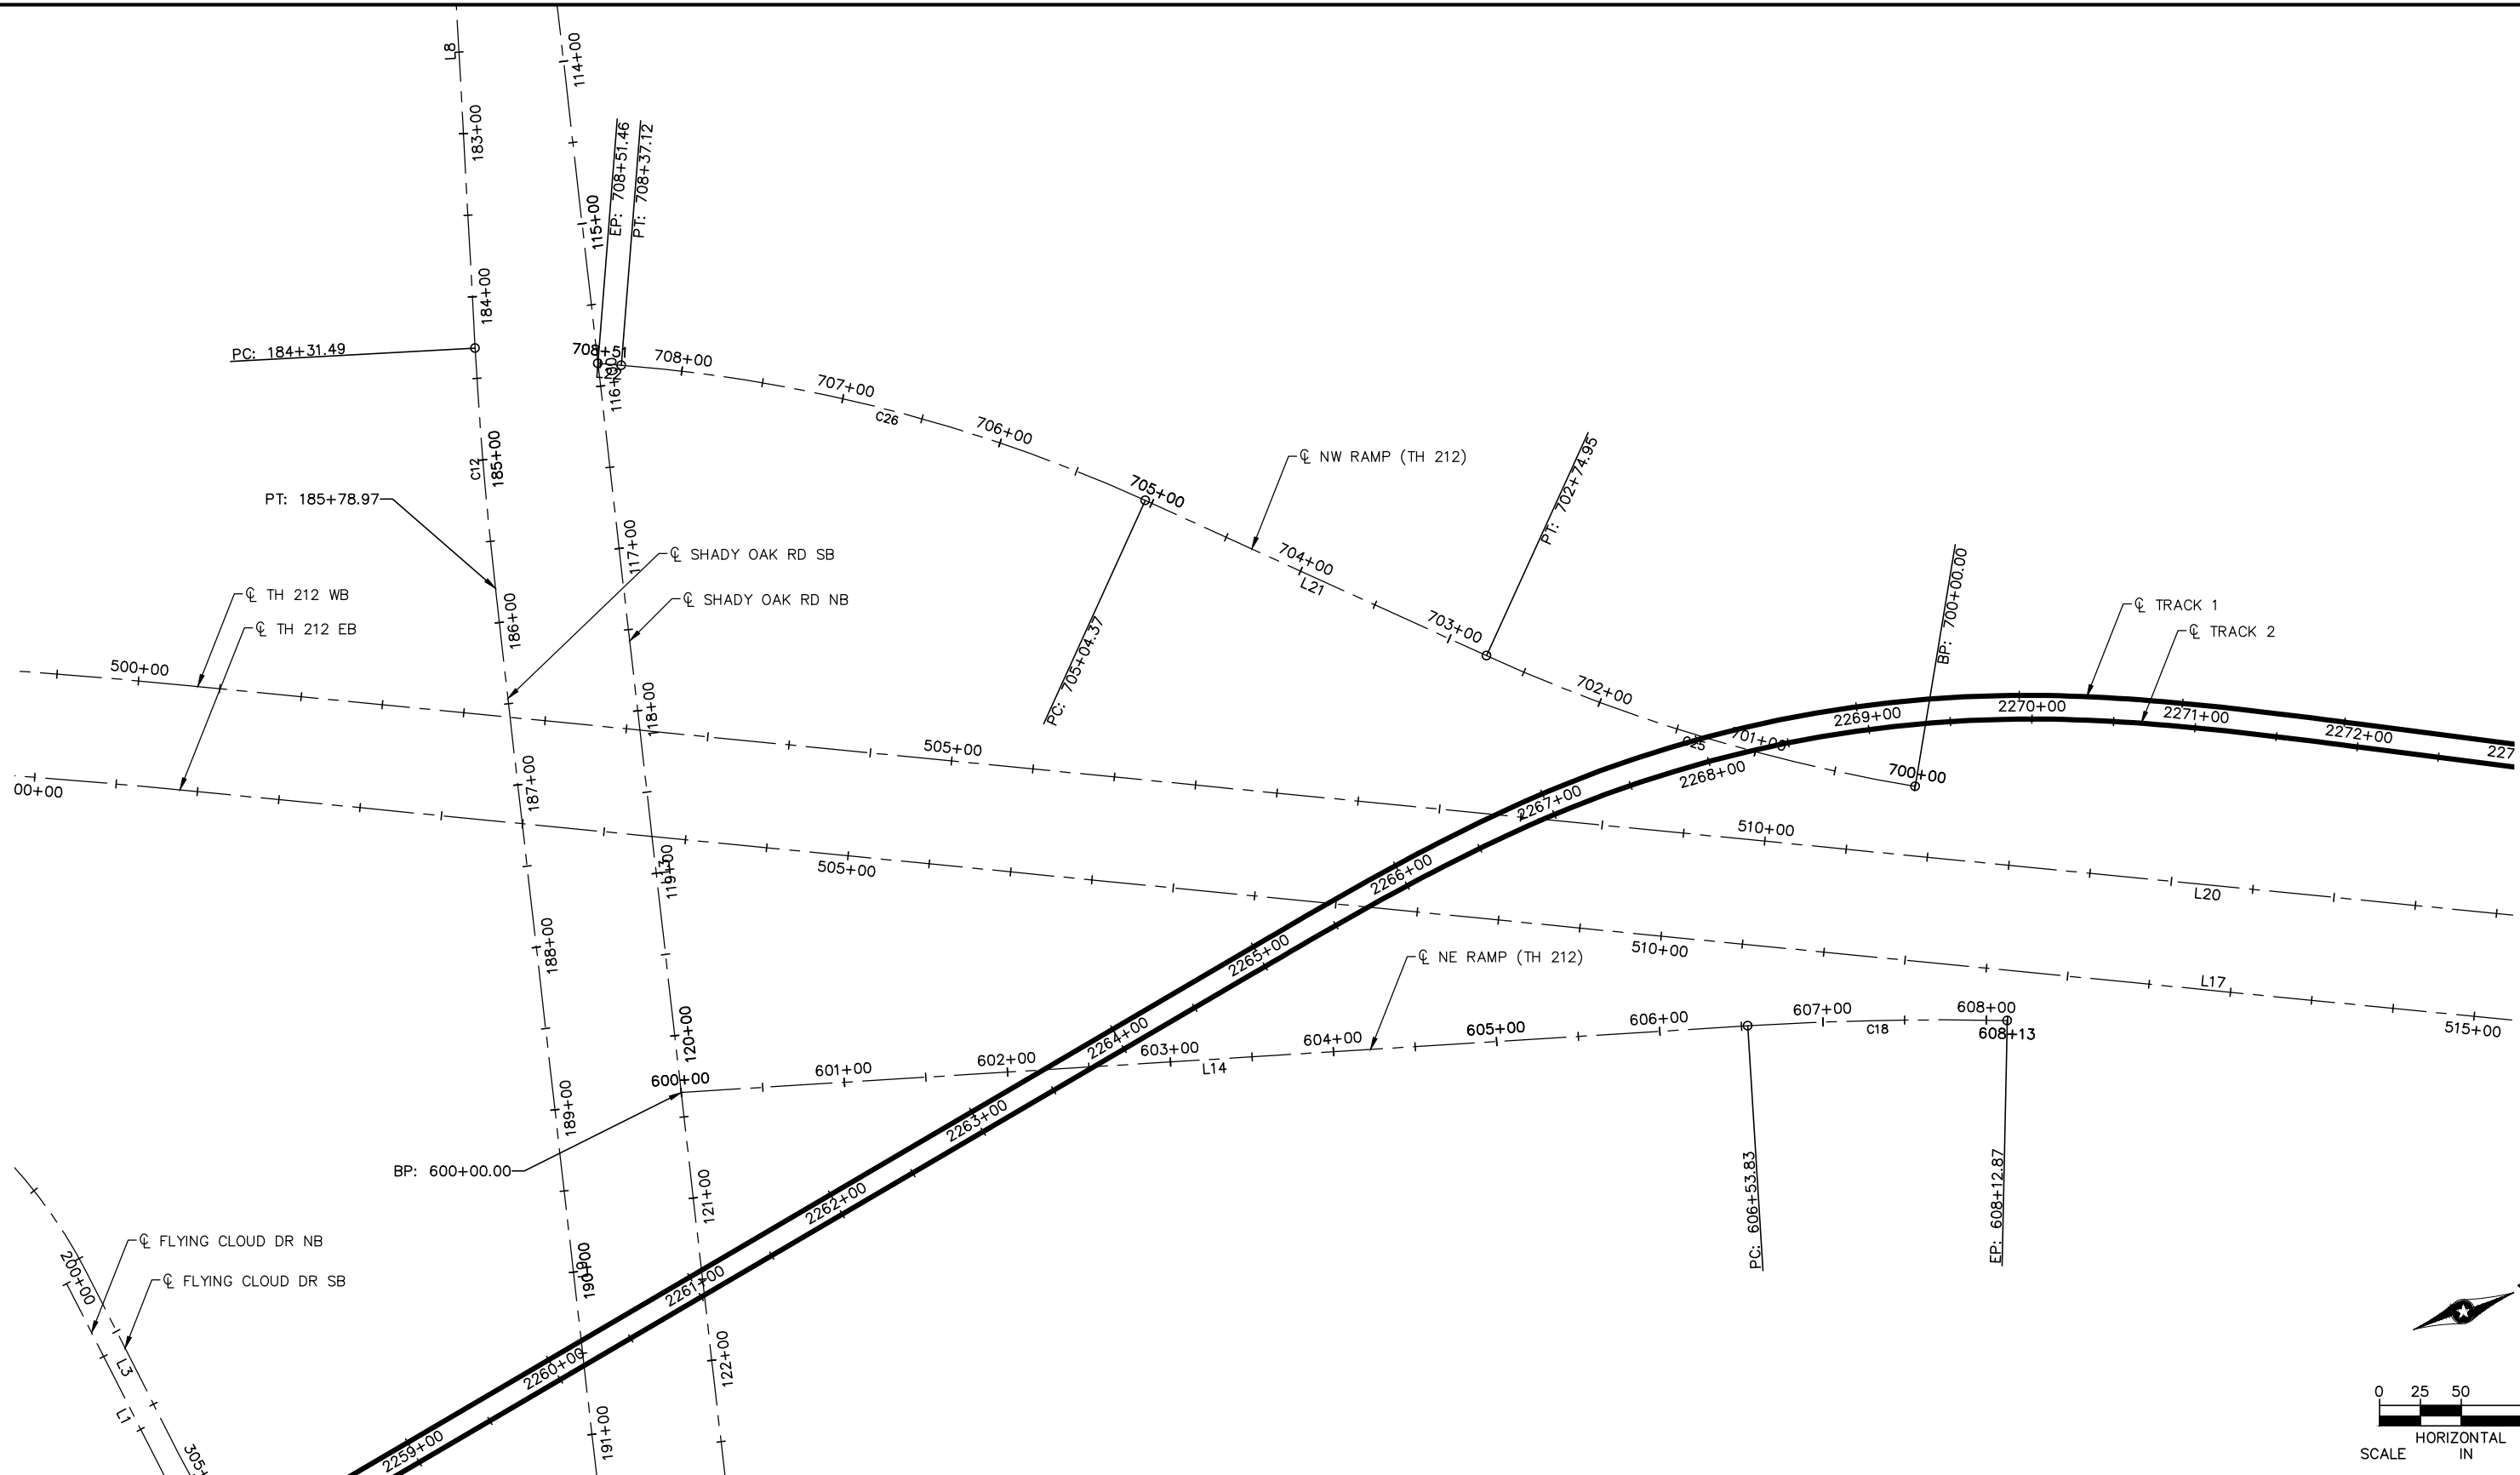 L8
114+00
183+00
EP: 708+51.46
PT: 708+37.12
115+00
184+00
PC: 184+31.49
708+51
708+00
116+00
707+00
C26
706+00
℄ NW RAMP (TH 212)
C12
185+00
PT: 185+78.97
705+00
PT: 702+74.95
117+00
℄ SHADY OAK RD SB
704+00
L21
BP: 700+00.00
℄ TH 212 WB
℄ SHADY OAK RD NB
℄ TRACK 1
℄ TH 212 EB
186+00
703+00
℄ TRACK 2
PC: 705+04.37
500+00
702+00
118+00
2269+00
2270+00
2271+00
2272+00
227
505+00
C25
701+00
700+00
2268+00
00+00
187+00
2267+00
510+00
119+00
505+00
2266+00
L20
188+00
2265+00
510+00
℄ NE RAMP (TH 212)
L17
607+00
608+00
606+00
605+00
C18
608+13
515+00
120+00
2264+00
604+00
603+00
602+00
601+00
L14
600+00
189+00
2263+00
BP: 600+00.00
121+00
2262+00
PC: 606+53.83
EP: 608+12.87
℄ FLYING CLOUD DR NB
200+00
℄ FLYING CLOUD DR SB
190+00
2261+00
L3
2260+00
122+00
0 25 50
L1
191+00
2259+00
305+
HORIZONTAL
SCALE IN